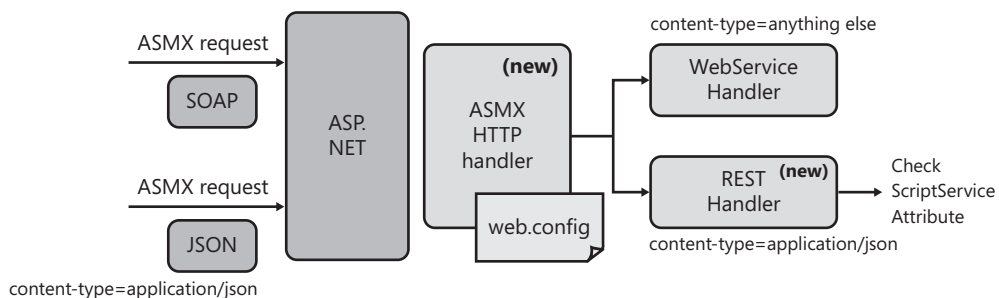 content-type=anything else
ASMX request
SOAP
ASP.
NET
(new)
ASMX
HTTP
handler
web.config
WebService
Handler
ASMX request
JSON
content-type=application/json
REST (new)
Handler
content-type=application/json
Check
ScriptService
Attribute